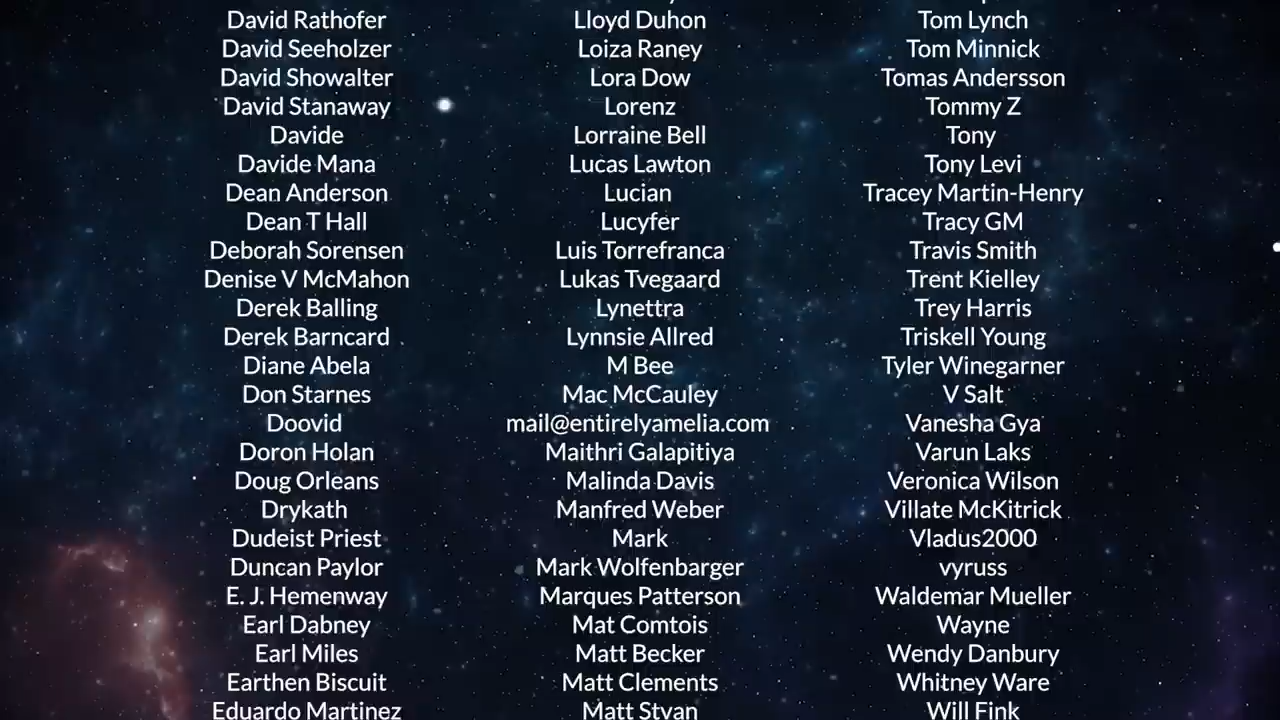 David Rathofer
David Seeholzer
David Showalter
David Stanaway
Davide
Davide Mana
Dean Anderson
Dean T Hall
Deborah Sorensen
Denise V McMahon
Derek Balling
Derek Barncard
Diane Abela
Don Starnes
Doovid
Doron Holan
Doug Orleans
Drykath
Dudeist Priest
Duncan Paylor
E. J. Hemenway
Earl Dabney
Earl Miles
Earthen Biscuit
Eduardo Martinez
Lloyd Duhon
Loiza Raney
Lora Dow
Lorenz
Lorraine Bell
Lucas Lawton
Lucian
Lucyfer
Luis Torrefranca
Lukas Tvegaard
Lynettra
Lynnsie Allred
M Bee
Mac McCauley
mail@entirelyamelia.com
Maithri Galapitiya
Malinda Davis
Manfred Weber
Mark
Mark Wolfenbarger
Marques Patterson
Mat Comtois
Matt Becker
Matt Clements
Matt Styan
Tom Lynch
Tom Minnick
Tomas Andersson
Tommy Z
Tony
Tony Levi
Tracey Martin-Henry
Tracy GM
Travis Smith
Trent Kielley
Trey Harris
Triskell Young
Tyler Winegarner
V Salt
Vanesha Gya
Varun Laks
Veronica Wilson
Villate McKitrick
Vladus2000
vyruss
Waldemar Mueller
Wayne
Wendy Danbury
Whitney Ware
Will Fink